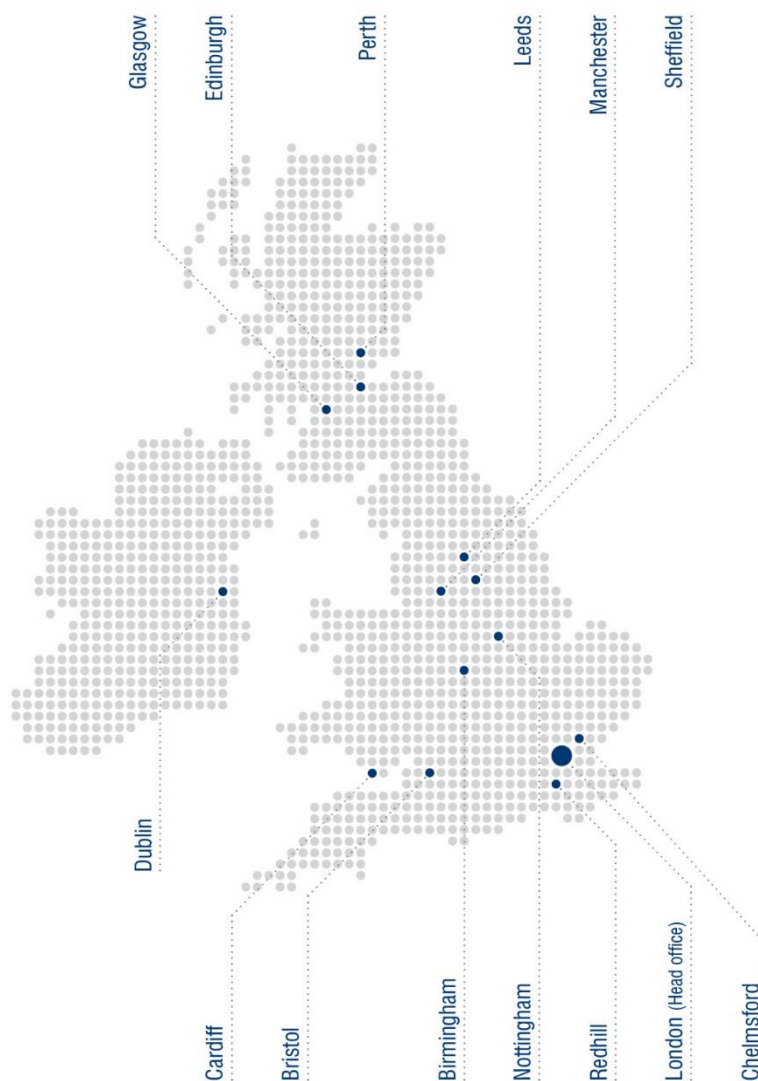 Glasgow
Edinburgh
Perth
Leeds
Manchester
Sheffield
Dublin
Cardiff
Bristol
Birmingham
Nottingham
Redhill
London (Head office)
Chelmsford